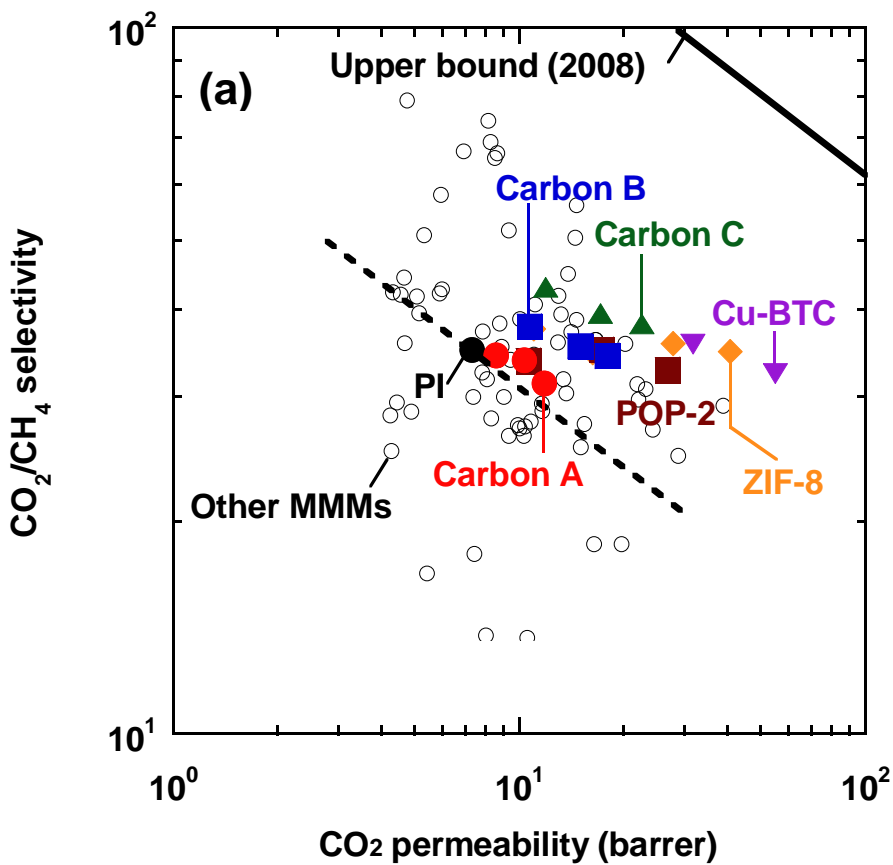 10²
Upper bound (2008)
(a)
Carbon B
Carbon C
Cu-BTC
PI
POP-2
Carbon A
ZIF-8
Other MMMs
CO₂/CH₄ selectivity
10¹
10⁰
10¹
10²
CO₂ permeability (barrer)